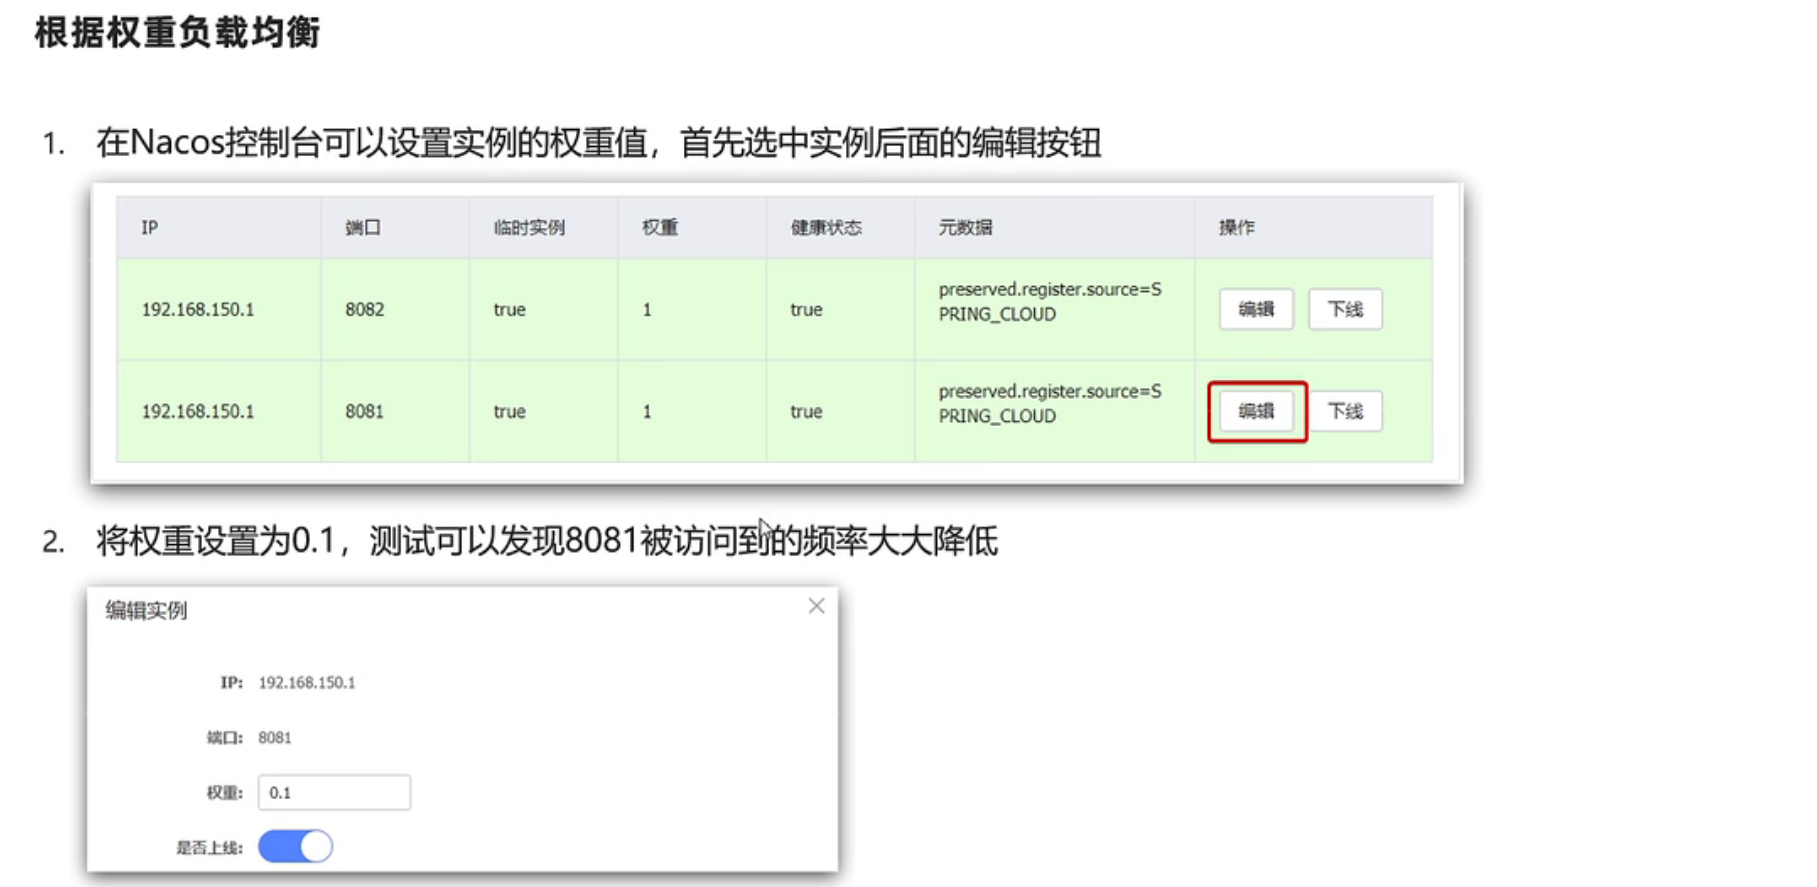 根据权重负载均衡
1. 在Nacos控制台可以设置实例的权重值，首先选中实例后面的编辑按钮
IP 端口 临时实例 权重 健康状态 元数据 操作
192.168.150.1 8082 true 1 true preserved.register.source=S
PRING_CLOUD 编辑 下线
192.168.150.1 8081 true 1 true preserved.register.source=S
PRING_CLOUD 编辑 下线
2. 将权重设置为0.1，测试可以发现8081被访问到的频率大大降低
编辑实例
IP: 192.168.150.1
端口: 8081
权重: 0.1
是否上线: